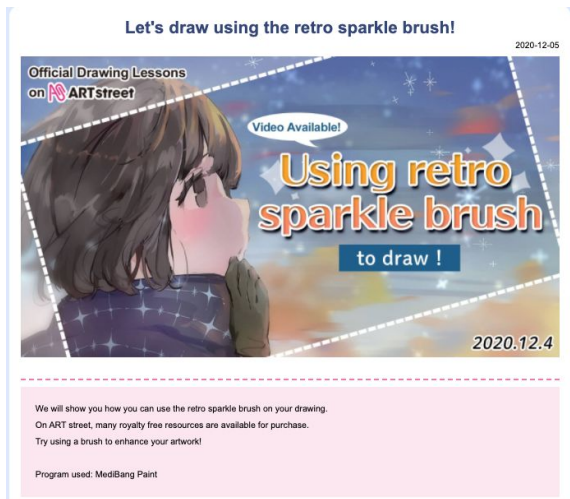 Let's draw using the retro sparkle brush!
2020-12-05
Official Drawing Lessons
on ARTstreet
Video Available!
Using retro
sparkle brush
to draw !
2020.12.4
We will show you how you can use the retro sparkle brush on your drawing.
On ART street, many royalty free resources are available for purchase.
Try using a brush to enhance your artwork!
Program used: MediBang Paint